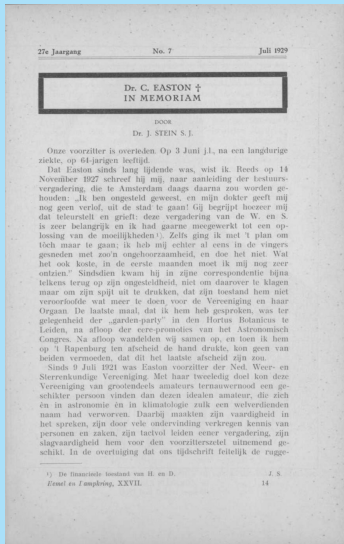 27e Jaargang No. 7 Juli 1929
Dr. C. EASTON †
IN MEMORIAM
DOOR
Dr. J. STEIN S. J.
Onze voorzitter is overleden. Op 3 Juni j.l., na een langdurige
ziekte, op 64-jarigen leeftijd.
Dat Easton sinds lang lijdende was, wist ik. Reeds op 14
November 1927 schreef hij mij, naar aanleiding der bestuurs-
vergadering, die te Amsterdam daags daarna zou worden ge-
houden: „Ik ben ongesteld geweest, en mijn dokter geeft mij
nog geen verlof, uit de stad te gaan! Gij begrijpt hoezeer mij
dat teleurstelt en grieft: deze vergadering van de W. en S.
is zeer belangrijk en ik had gaarne meegewerkt tot een op-
lossing van de moeilijkheden¹). Zelfs ging ik met 't plan om
tóch maar te gaan; ik heb mij echter al eens in de vingers
gesneden met zoo'n ongehoorzaamheid, en doe het niet. Wat
het ook koste, in de eerste maanden moet ik mij nog zeer
ontzien." Sindsdien kwam bij in zijne correspondentie bijna
telkens terug op zijn ongesteldheid, niet om daarover te klagen
maar om zijn spijt uit te drukken, dat zijn toestand hem niet
veroorloofde wat meer te doen voor de Vereeniging en haar
Orgaan. De laatste maal, dat ik hem heb gesproken, was ter
gelegenheid der „garden-party" in den Hortus Botanicus te
Leiden, na afloop der eere-promoties van het Astronomisch
Congres. Na afloop wandelden wij samen op, en toen ik hem
op 't Rapenburg ten afscheid de hand drukte, kon geen van
beiden vermoeden, dat dit het laatste afscheid zijn zou.
Sinds 9 Juli 1921 was Easton voorzitter der Ned. Weer- en
Sterrenkundige Vereeniging. Met haar tweeledig doel kon deze
Vereeniging van grootendeels amateurs ternauwernood een ge-
schikter persoon vinden dan dezen idealen amateur, die zich
én in astronomie én in klimatologie zulk een welverdienden
naam had verworven. Daarbij maakten zijn vaardigheid in
het spreken, zijn door vele ondervinding verkregen kennis van
personen en zaken, zijn tactvol leiden eener vergadering, zijn
slagvaardigheid hem voor den voorzitterszetel uitnemend ge-
schikt. In de overtuiging dat ons tijdschrift feitelijk de rugge-
¹) De financieele toestand van H. en D. J. S.
Hemel en Dampkring, XXVII. 14